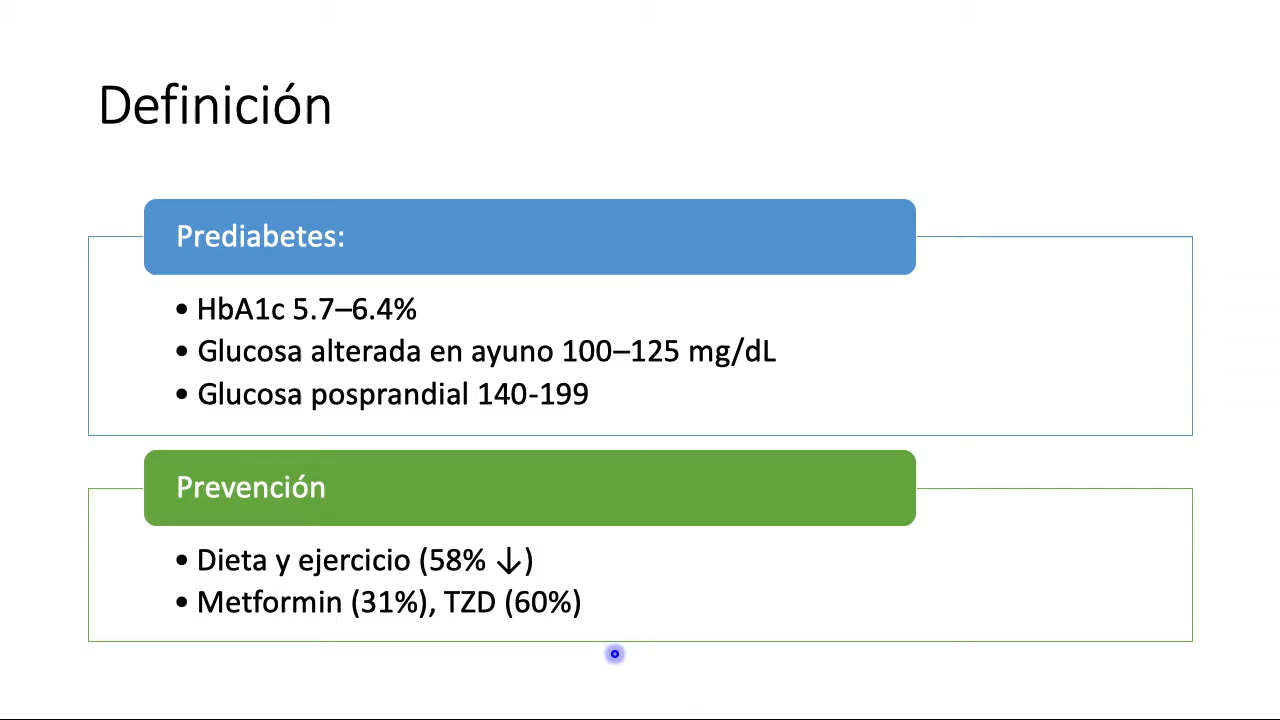 Definición
Prediabetes:
• HbA1c 5.7–6.4%
• Glucosa alterada en ayuno 100–125 mg/dL
• Glucosa posprandial 140-199
Prevención
• Dieta y ejercicio (58% ↓)
• Metformin (31%), TZD (60%)